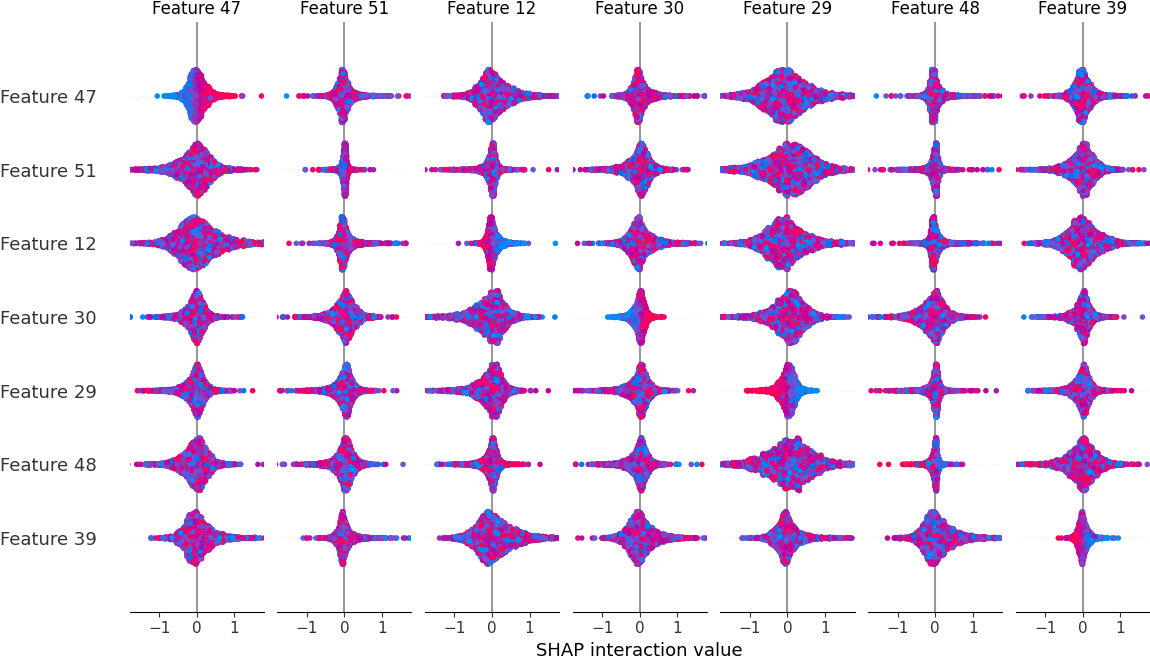 Feature 47 Feature 51 Feature 12 Feature 30 Feature 29 Feature 48 Feature 39
Feature 47
Feature 51
Feature 12
Feature 30
Feature 29
Feature 48
Feature 39
−1 0 1 −1 0 1 −1 0 1 −1 0 1 −1 0 1 −1 0 1 −1 0 1
SHAP interaction value